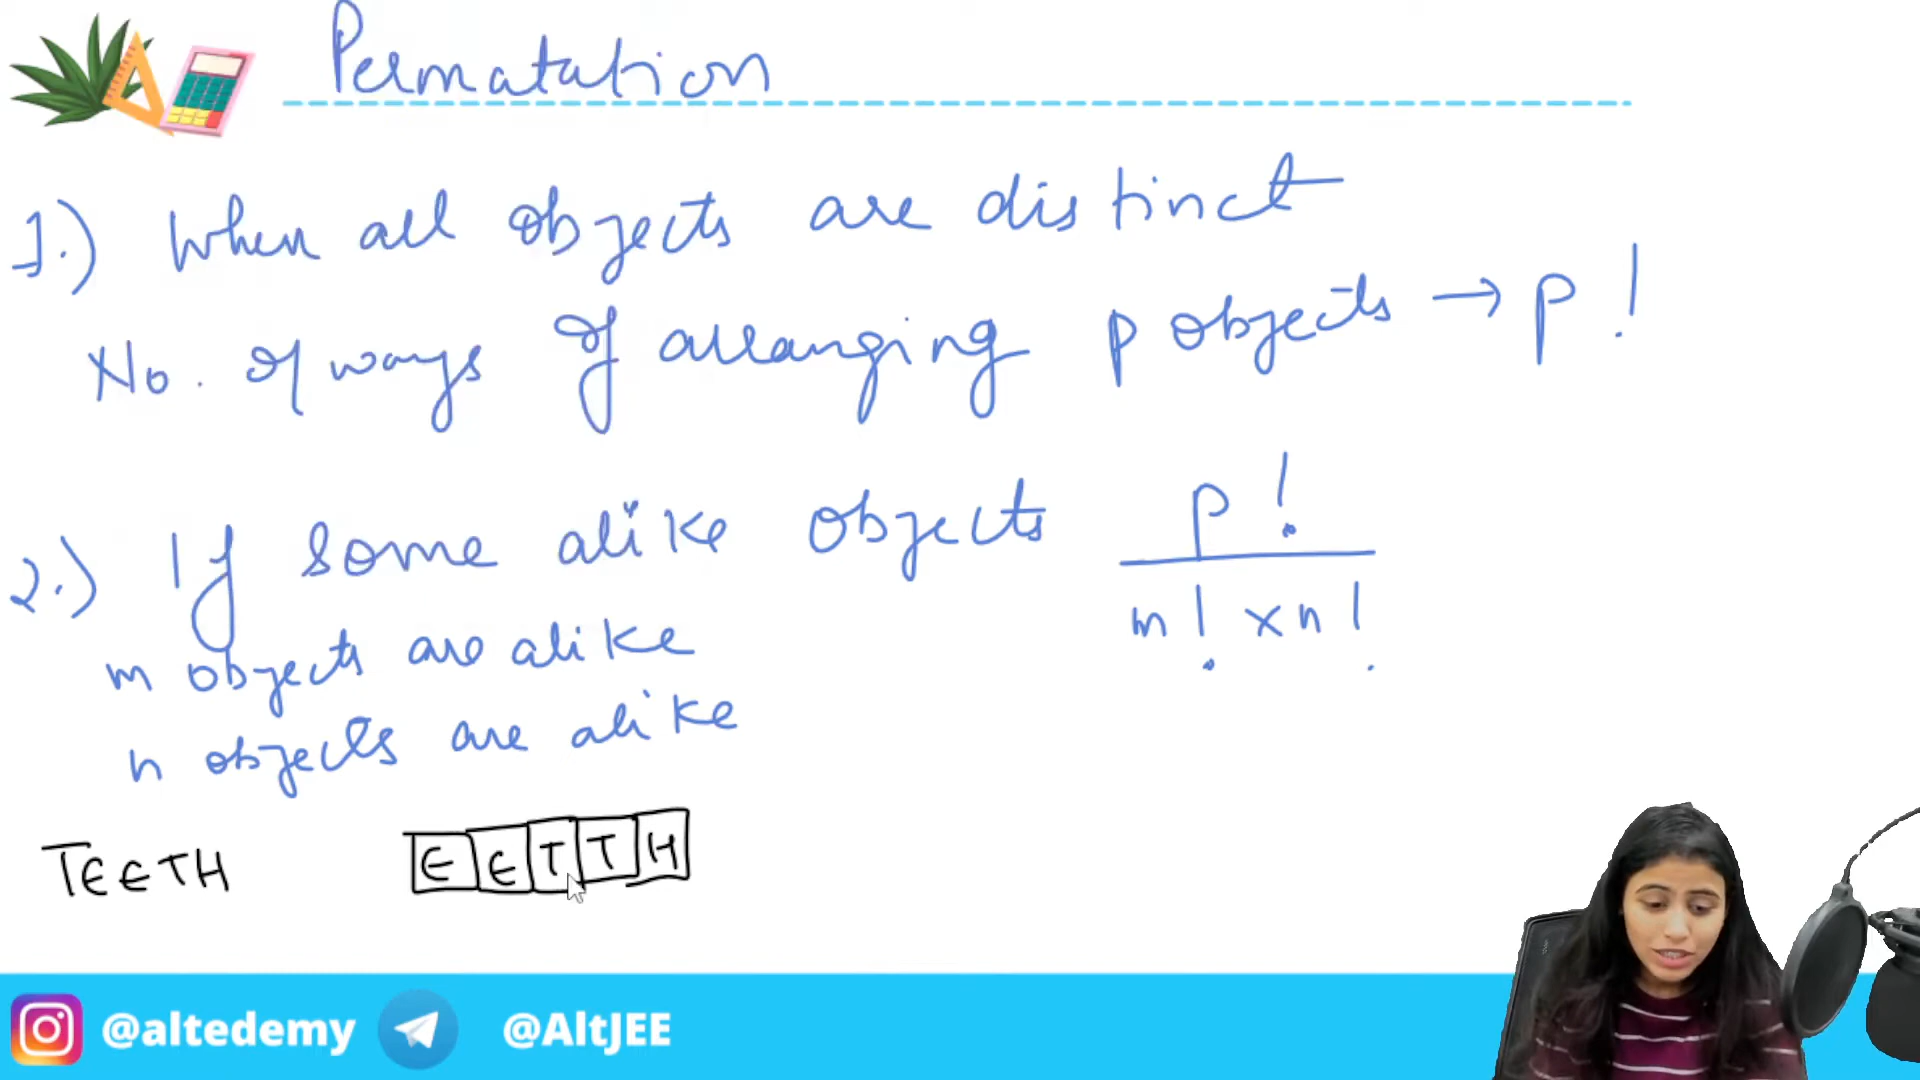 Permatation
1.) When all objects are distinct
No. of ways of arranging p objects → p!
2.) If some alike objects p! / m! x n!
m objects are alike
n objects are alike
TEETH E E T T H
@altedemy @AltJEE